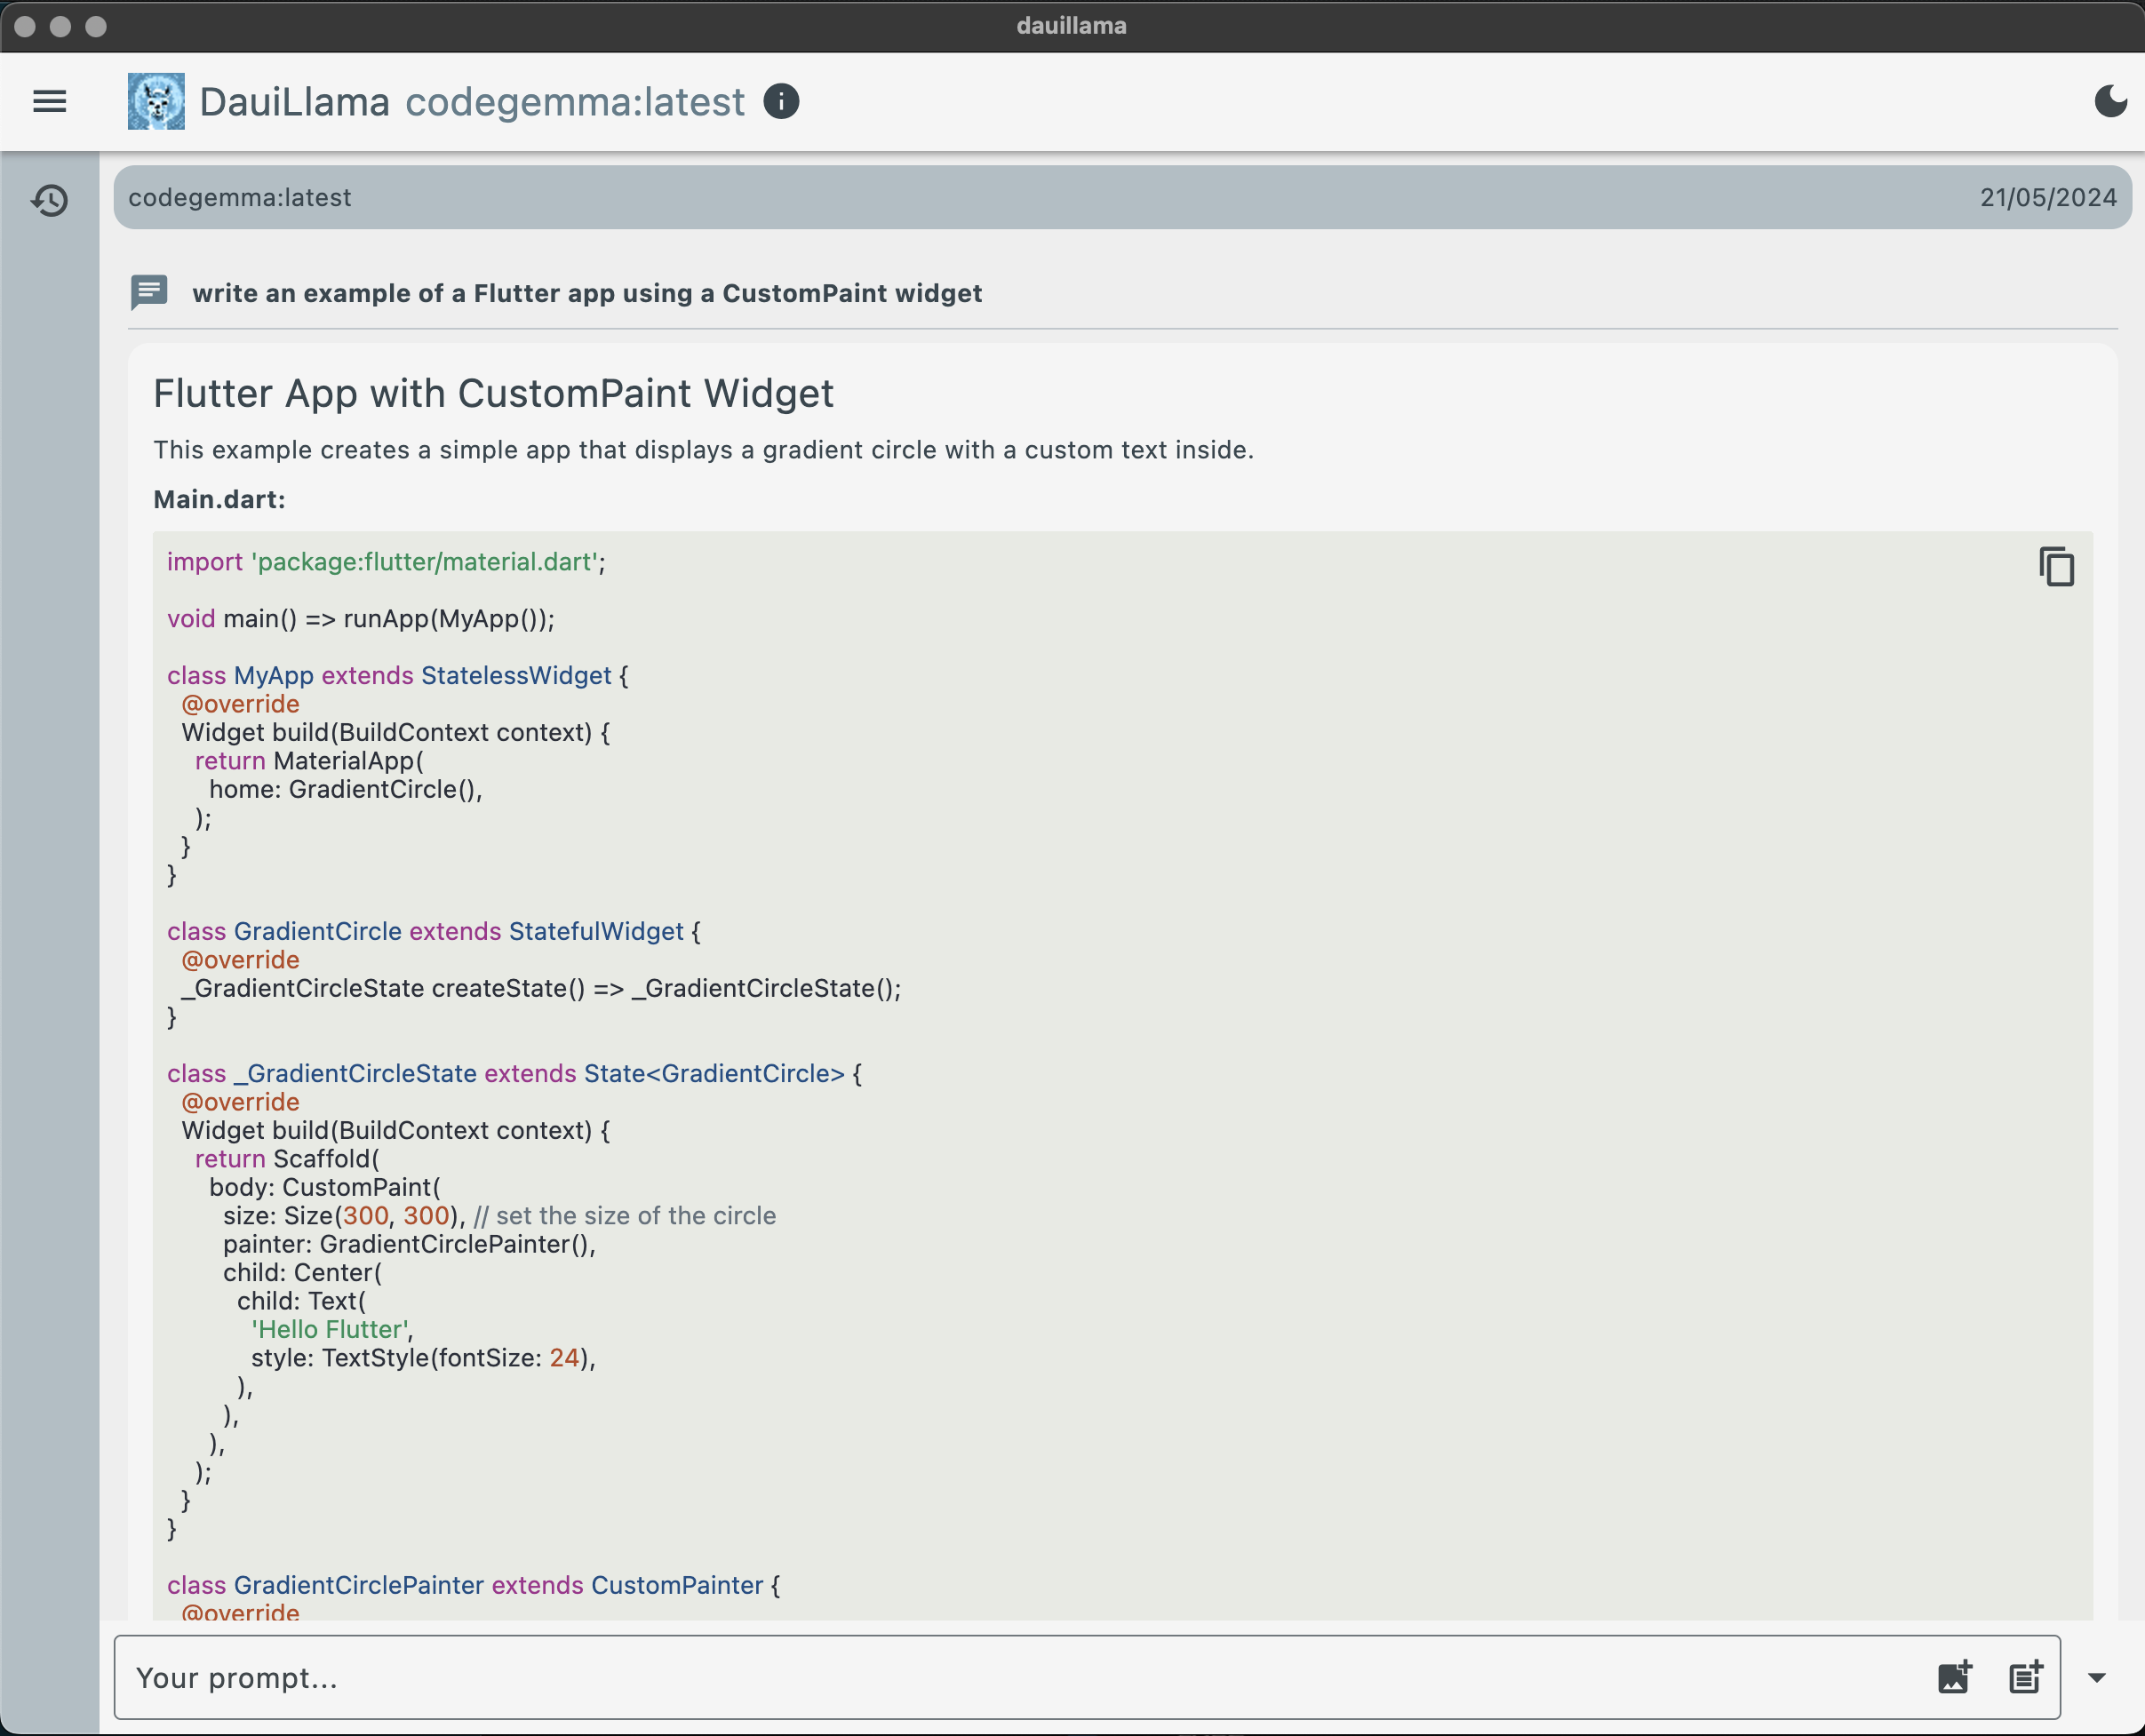 dauillama
DauiLlama codegemma:latest
codegemma:latest 21/05/2024
write an example of a Flutter app using a CustomPaint widget
Flutter App with CustomPaint Widget
This example creates a simple app that displays a gradient circle with a custom text inside.
Main.dart:
import 'package:flutter/material.dart';
void main() => runApp(MyApp());
class MyApp extends StatelessWidget {
@override
Widget build(BuildContext context) {
return MaterialApp(
home: GradientCircle(),
);
}
}
class GradientCircle extends StatefulWidget {
@override
_GradientCircleState createState() => _GradientCircleState();
}
class _GradientCircleState extends State<GradientCircle> {
@override
Widget build(BuildContext context) {
return Scaffold(
body: CustomPaint(
size: Size(300, 300), // set the size of the circle
painter: GradientCirclePainter(),
child: Center(
child: Text(
'Hello Flutter',
style: TextStyle(fontSize: 24),
),
),
),
);
}
}
class GradientCirclePainter extends CustomPainter {
@override
Your prompt...